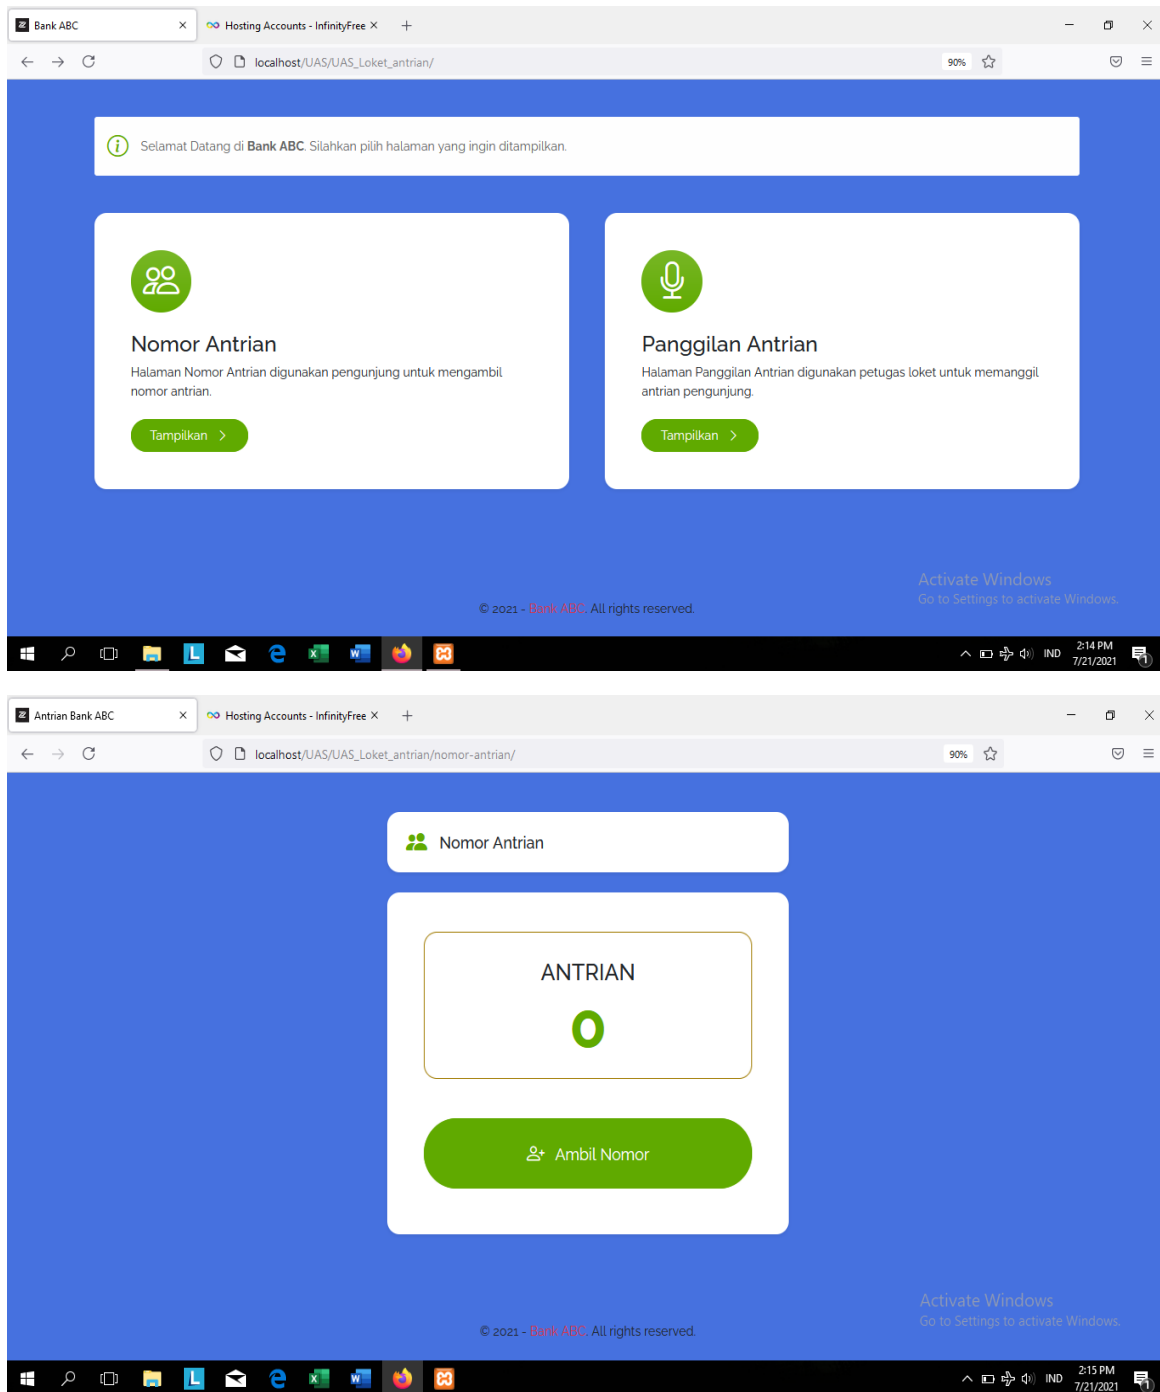 Bank ABC
Hosting Accounts - InfinityFree
localhost/UAS/UAS_Loket_antrian/
90%
Selamat Datang di Bank ABC. Silahkan pilih halaman yang ingin ditampilkan.
Nomor Antrian
Halaman Nomor Antrian digunakan pengunjung untuk mengambil
nomor antrian.
Tampilkan
Panggilan Antrian
Halaman Panggilan Antrian digunakan petugas loket untuk memanggil
antrian pengunjung.
Tampilkan
Activate Windows
Go to Settings to activate Windows.
© 2021 - Bank ABC. All rights reserved.
L
IND
2:14 PM
7/21/2021
1
Antrian Bank ABC
Hosting Accounts - InfinityFree
localhost/UAS/UAS_Loket_antrian/nomor-antrian/
90%
Nomor Antrian
ANTRIAN
0
Ambil Nomor
Activate Windows
Go to Settings to activate Windows.
© 2021 - Bank ABC. All rights reserved.
L
IND
2:15 PM
7/21/2021
1